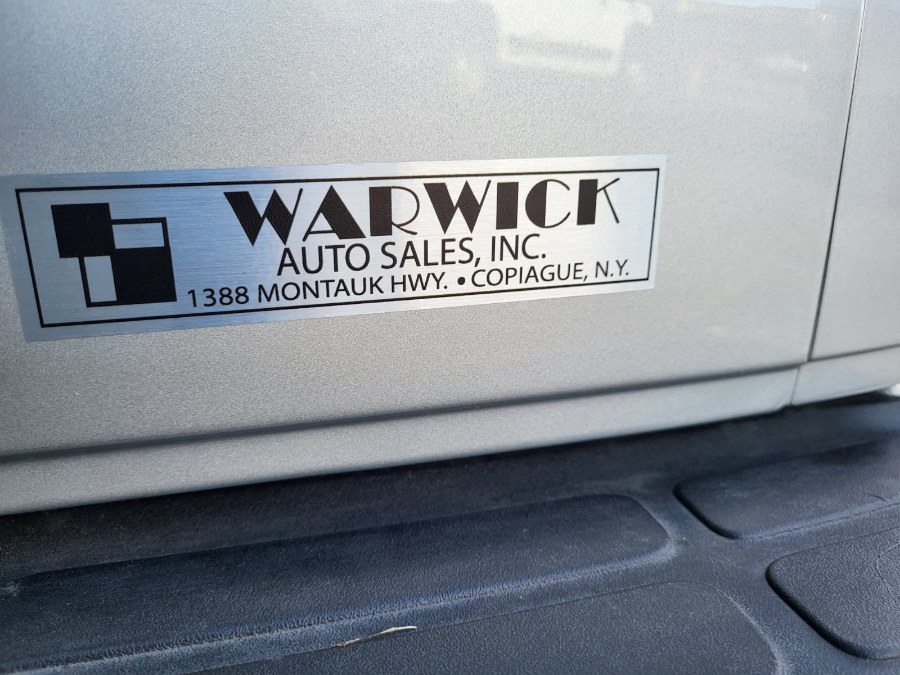 WARWICK
AUTO SALES, INC.
1388 MONTAUK HWY. • COPIAGUE, N.Y.